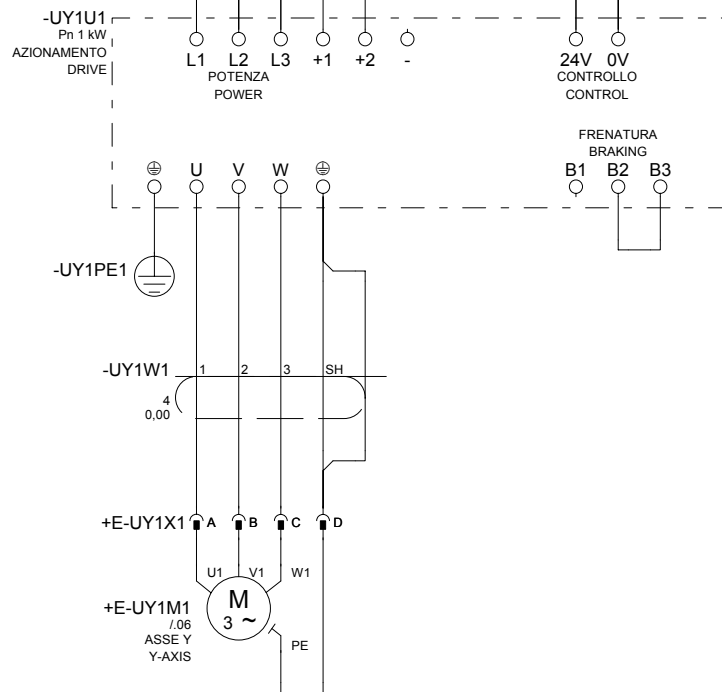 -UY1U1
Pn 1 kW
AZIONAMENTO
DRIVE
L1 L2 L3 +1 +2 -
POTENZA
POWER
24V 0V
CONTROLLO
CONTROL
FRENATURA
BRAKING
B1 B2 B3
U V W
-UY1PE1
-UY1W1
1 2 3 SH
4
0,00
+E-UY1X1
A B C D
U1 V1 W1
+E-UY1M1
/.06
ASSE Y
Y-AXIS
M
3 ~
PE